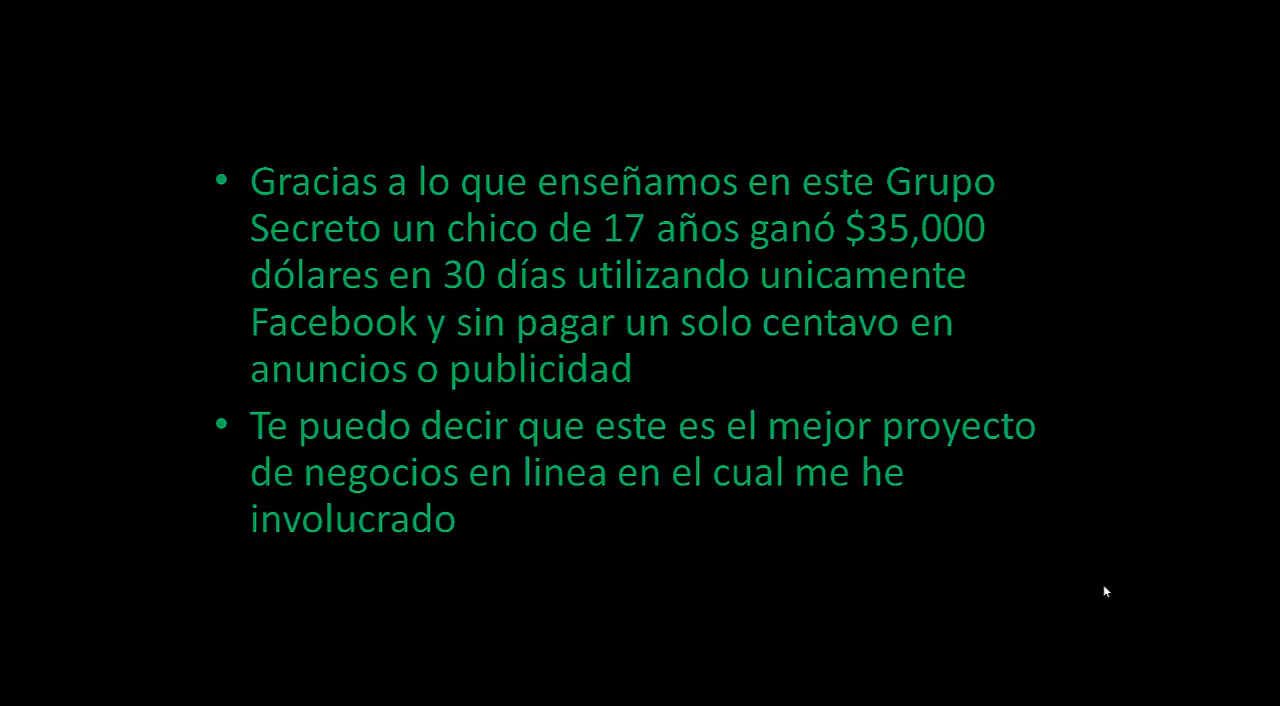 • Gracias a lo que enseñamos en este Grupo
Secreto un chico de 17 años ganó $35,000
dólares en 30 días utilizando unicamente
Facebook y sin pagar un solo centavo en
anuncios o publicidad
• Te puedo decir que este es el mejor proyecto
de negocios en linea en el cual me he
involucrado